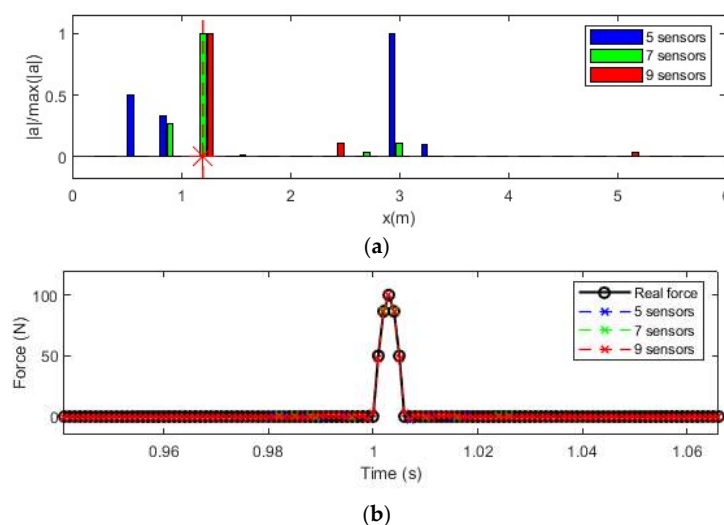 |a|/max(|a|)
1
0.5
0
5 sensors
7 sensors
9 sensors
0 1 2 3 4 5 6
x(m)
(a)
Force (N)
100
50
0
Real force
5 sensors
7 sensors
9 sensors
0.96 0.98 1 1.02 1.04 1.06
Time (s)
(b)